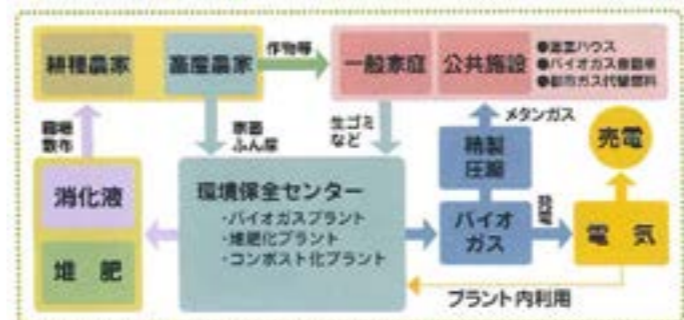 耕種農家
畜産農家
作物等
一般家庭
公共施設
●温室ハウス
●バイオガス自動車
●都市ガス代替燃料
圃場
散布
家畜
ふん尿
生ゴミ
など
メタンガス
精製
圧縮
売電
消化液
堆　肥
環境保全センター
・バイオガスプラント
・堆肥化プラント
・コンポスト化プラント
バイオ
ガス
発電
電　気
プラント内利用